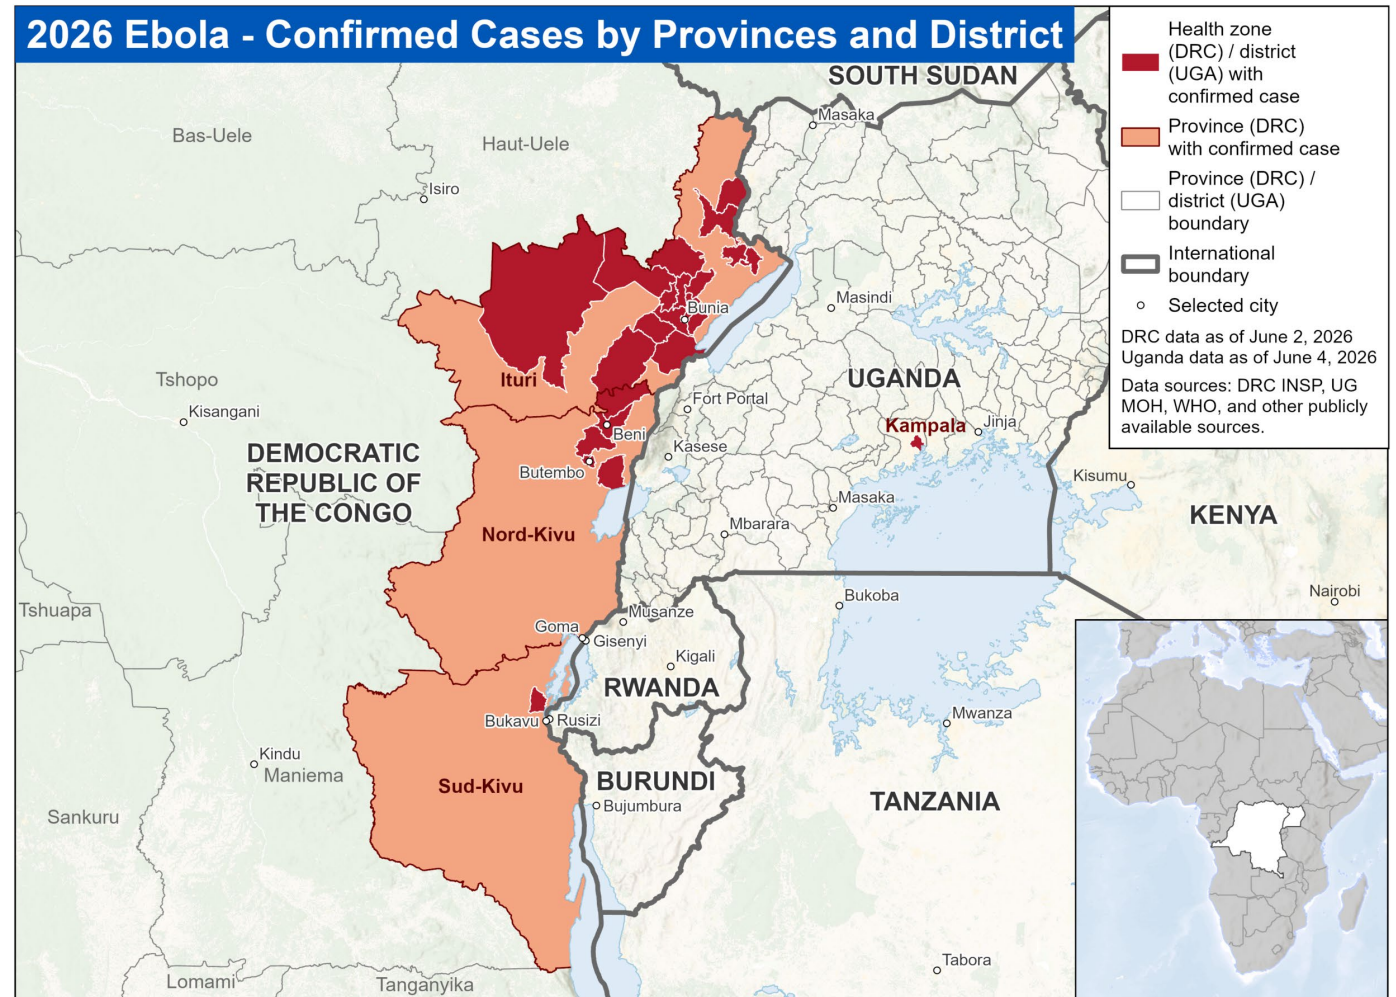 2026 Ebola - Confirmed Cases by Provinces and District
Health zone
(DRC) / district
(UGA) with
confirmed case
Province (DRC)
with confirmed case
Province (DRC) /
district (UGA)
boundary
International
boundary
Selected city
DRC data as of June 2, 2026
Uganda data as of June 4, 2026
Data sources: DRC INSP, UG
MOH, WHO, and other publicly
available sources.
SOUTH SUDAN
Masaka
Bas-Uele
Haut-Uele
Isiro
Masindi
Bunia
Tshopo
Ituri
UGANDA
Kisangani
Fort Portal
Kampala
Jinja
Beni
Kasese
DEMOCRATIC
REPUBLIC OF
THE CONGO
Butembo
Kisumu
Masaka
KENYA
Mbarara
Nord-Kivu
Nairobi
Bukoba
Tshuapa
Musanze
Goma
Gisenyi
Kigali
RWANDA
Bukavu
Rusizi
Mwanza
Kindu
Maniema
Sud-Kivu
BURUNDI
Bujumbura
TANZANIA
Sankuru
Tabora
Lomami
Tanganyika